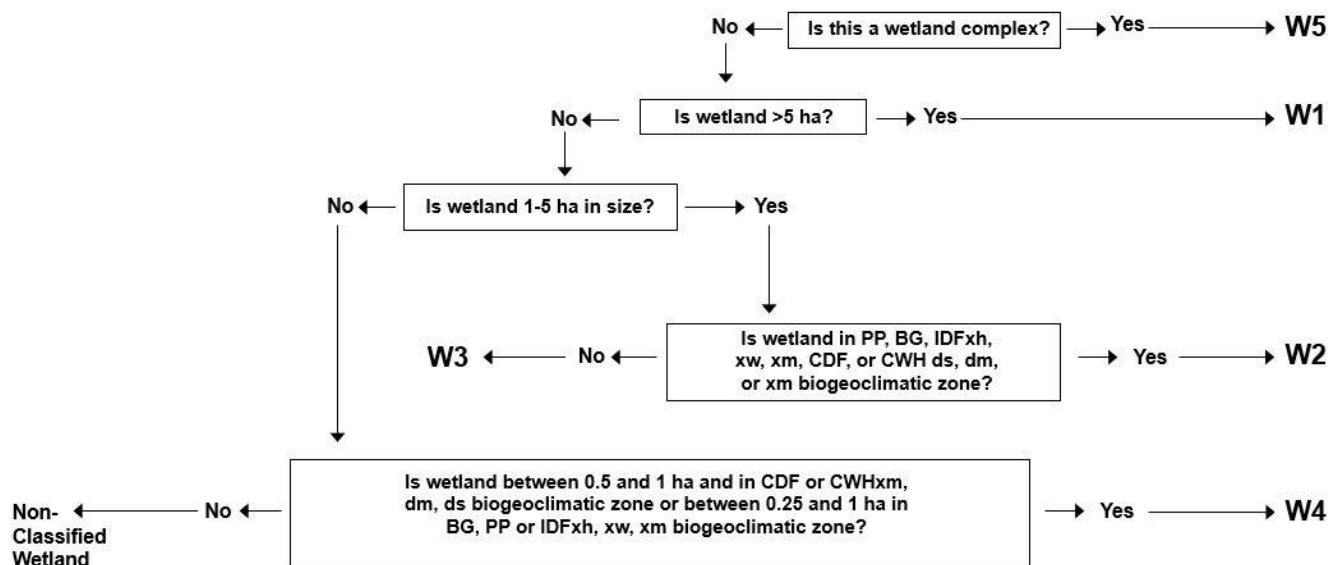 No
Is this a wetland complex?
Yes
W5
No
Is wetland >5 ha?
Yes
W1
No
Is wetland 1-5 ha in size?
Yes
W3
No
Is wetland in PP, BG, IDFxh,
xw, xm, CDF, or CWH ds, dm,
or xm biogeoclimatic zone?
Yes
W2
Non-
Classified
Wetland
No
Is wetland between 0.5 and 1 ha and in CDF or CWHxm,
dm, ds biogeoclimatic zone or between 0.25 and 1 ha in
BG, PP or IDFxh, xw, xm biogeoclimatic zone?
Yes
W4